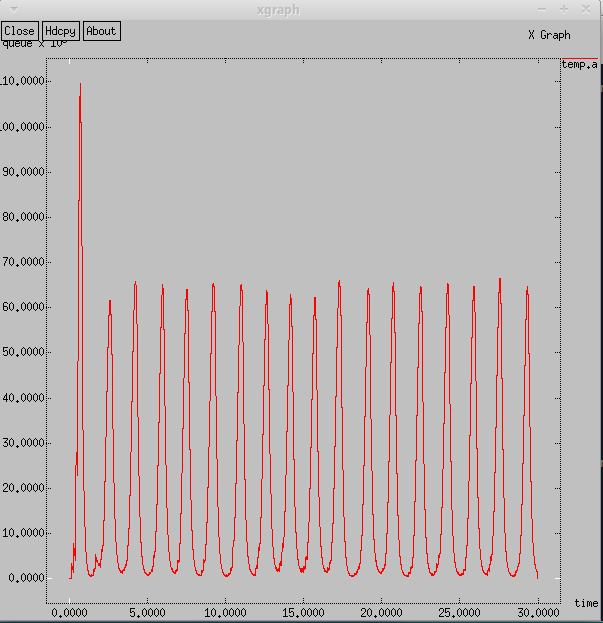 xgraph
Close Hdcpy About
X Graph
queue x 10
temp.a
110.0000
100.0000
90.0000
80.0000
70.0000
60.0000
50.0000
40.0000
30.0000
20.0000
10.0000
0.0000
time
0.0000 5.0000 10.0000 15.0000 20.0000 25.0000 30.0000